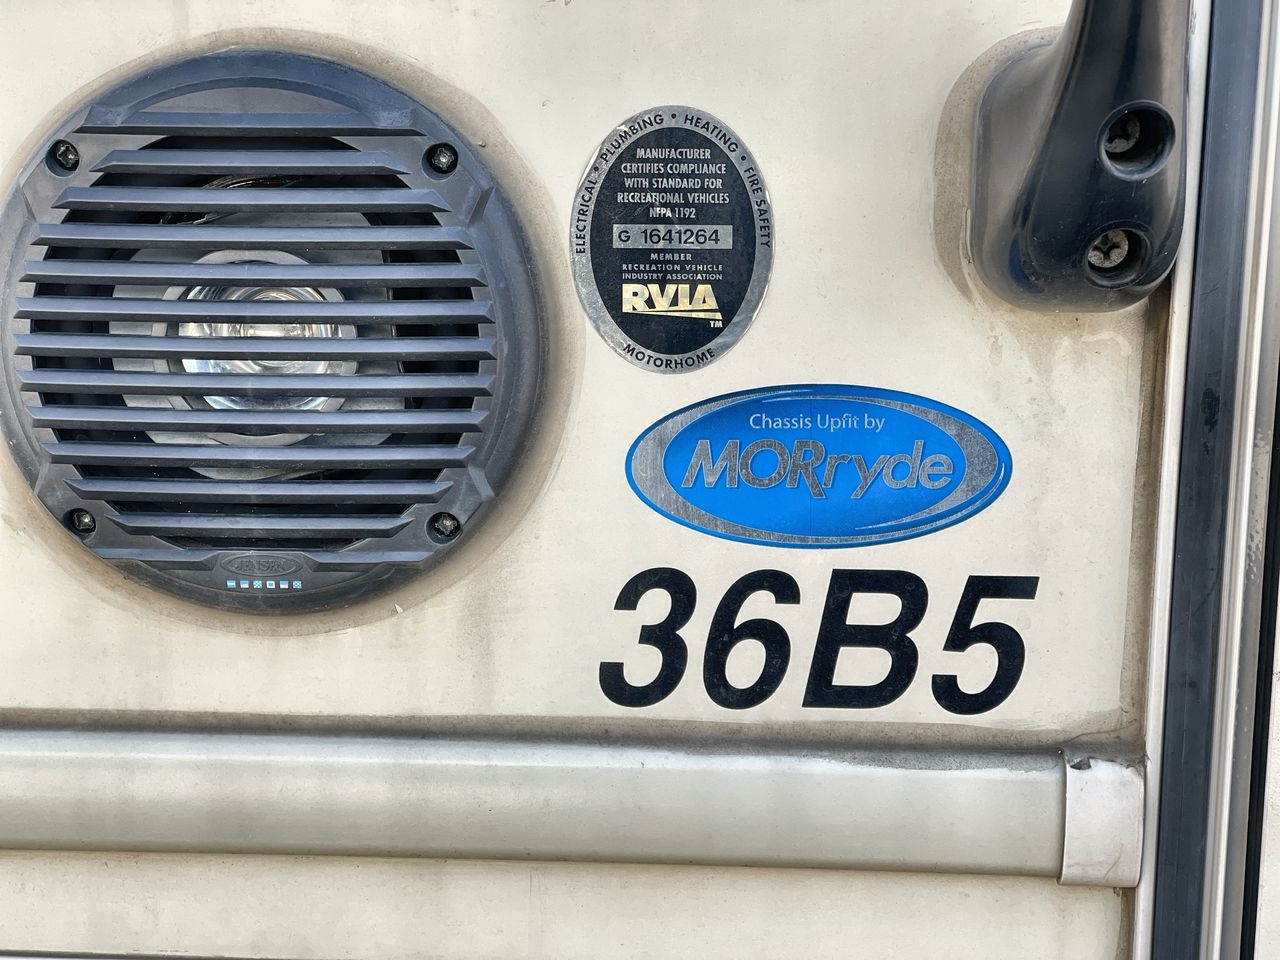 ELECTRICAL • PLUMBING • HEATING • FIRE SAFETY
MANUFACTURER
CERTIFIES COMPLIANCE
WITH STANDARD FOR
RECREATIONAL VEHICLES
NFPA 1192
G 1641264
MEMBER
RECREATION VEHICLE
INDUSTRY ASSOCIATION
RVIA
TM
MOTORHOME
Chassis Upfit by
MORryde
JENSEN
36B5